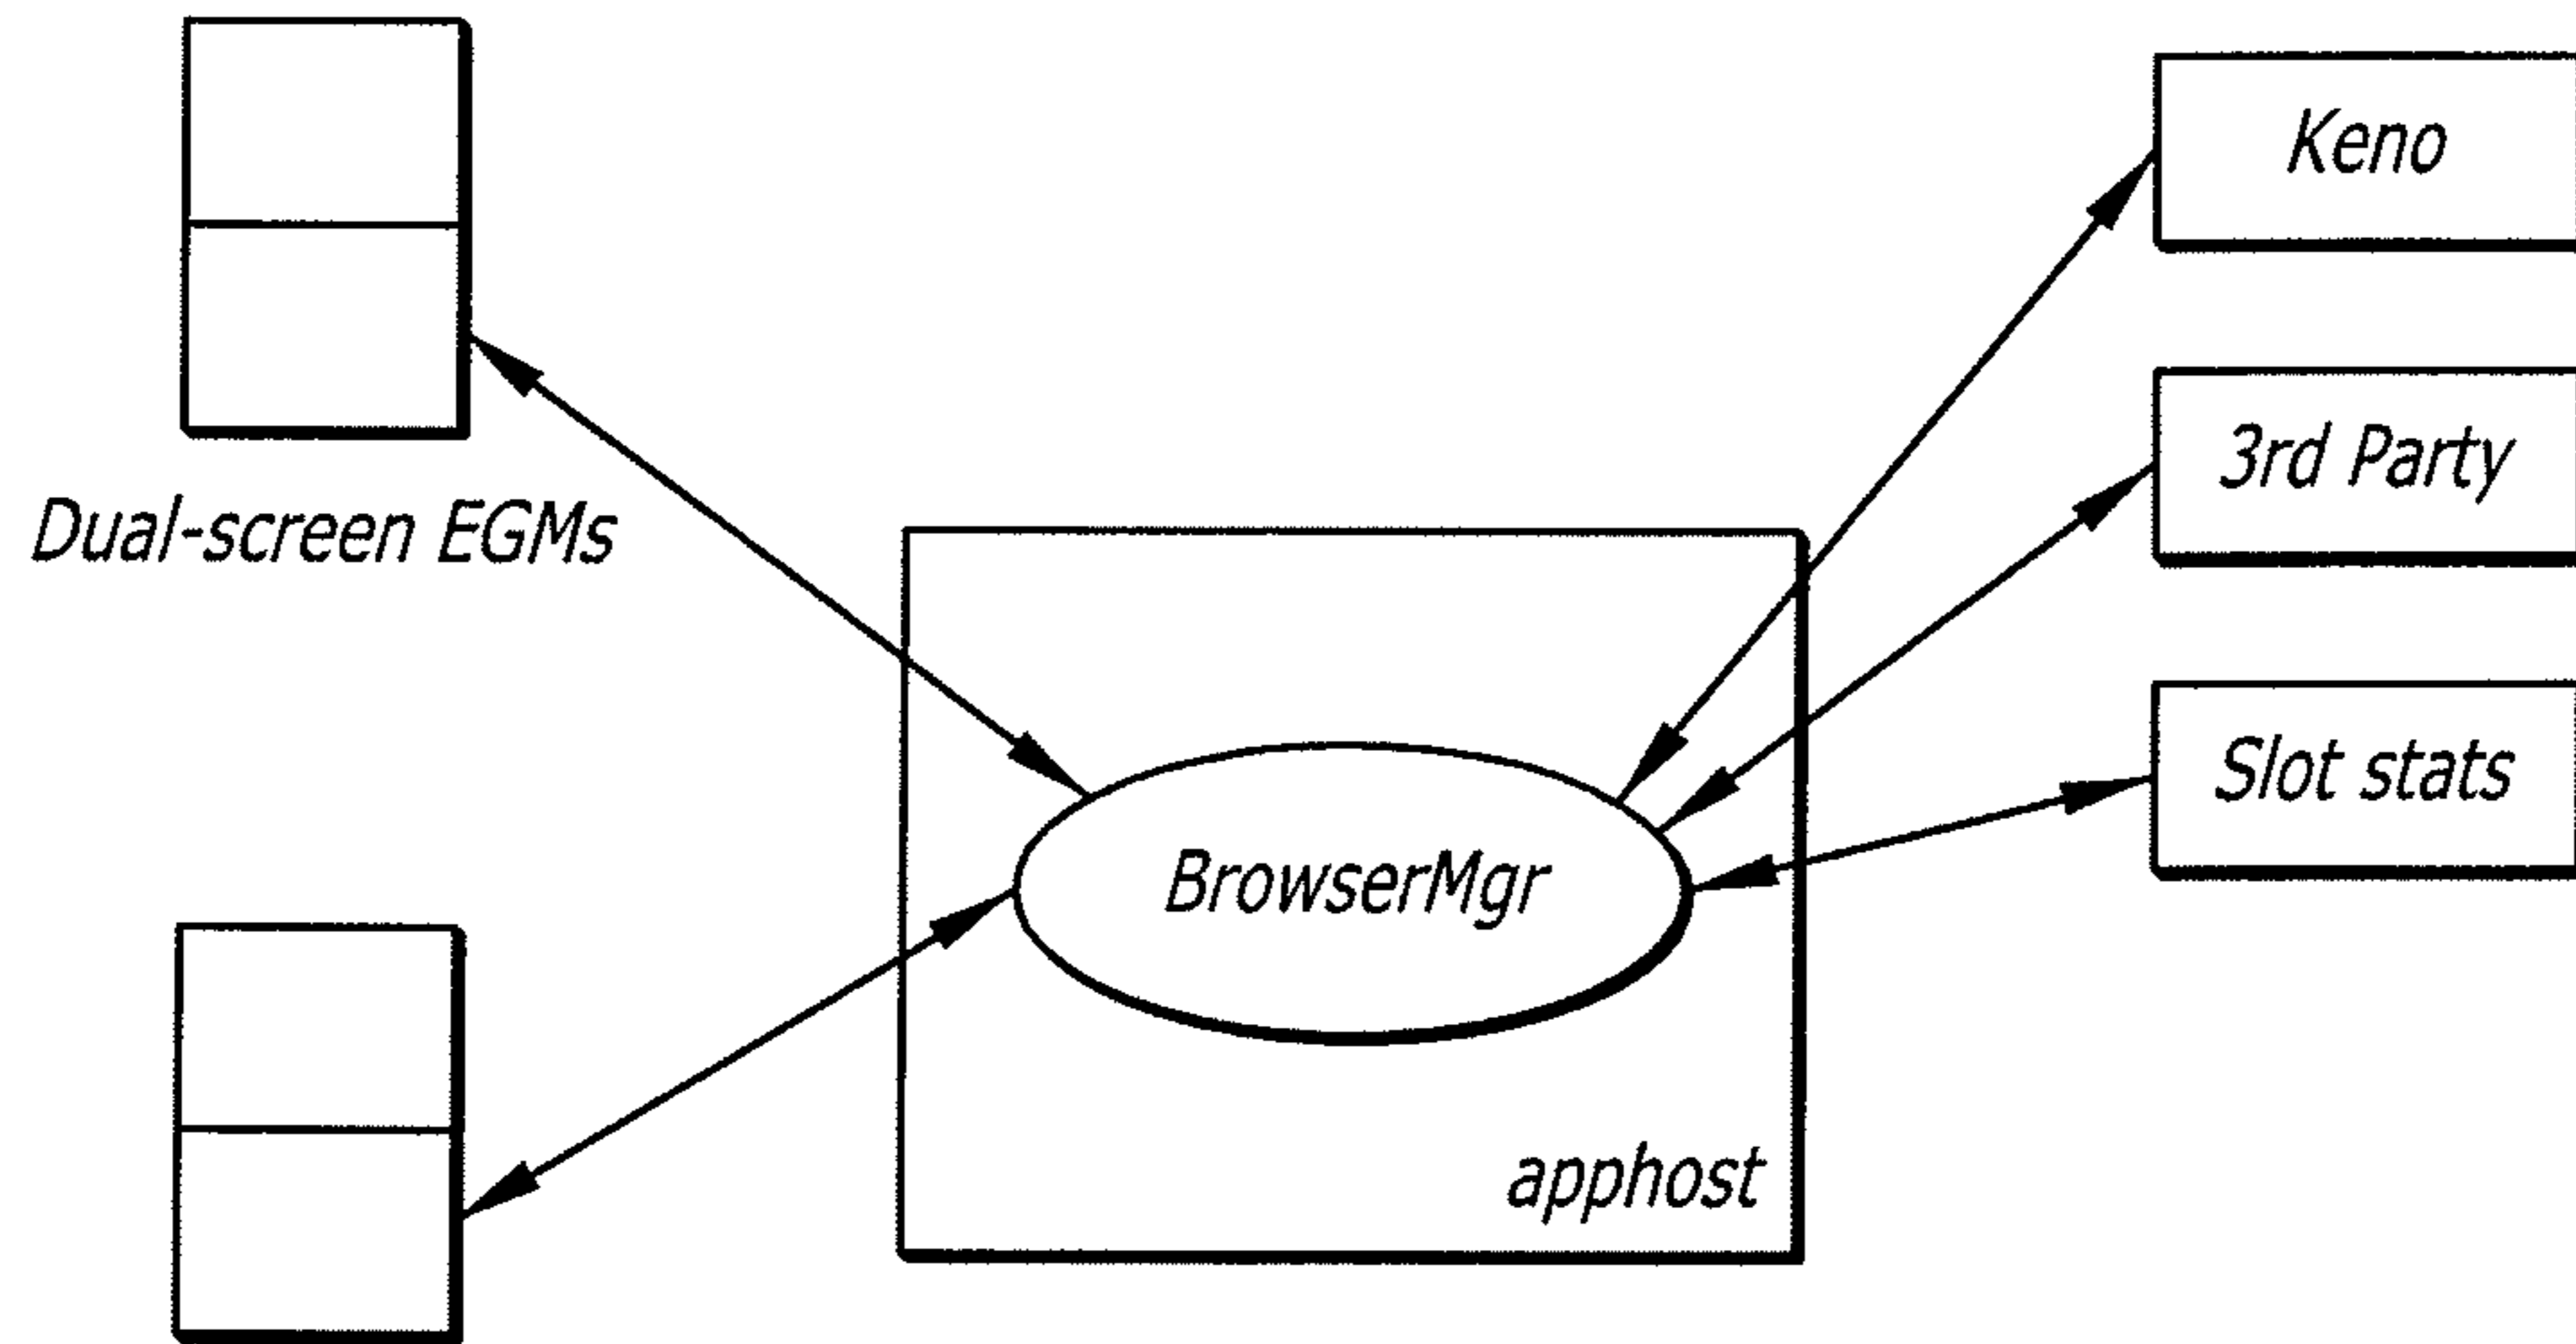 Keno
3rd Party
Dual-screen EGMs
Slot stats
BrowserMgr
apphost